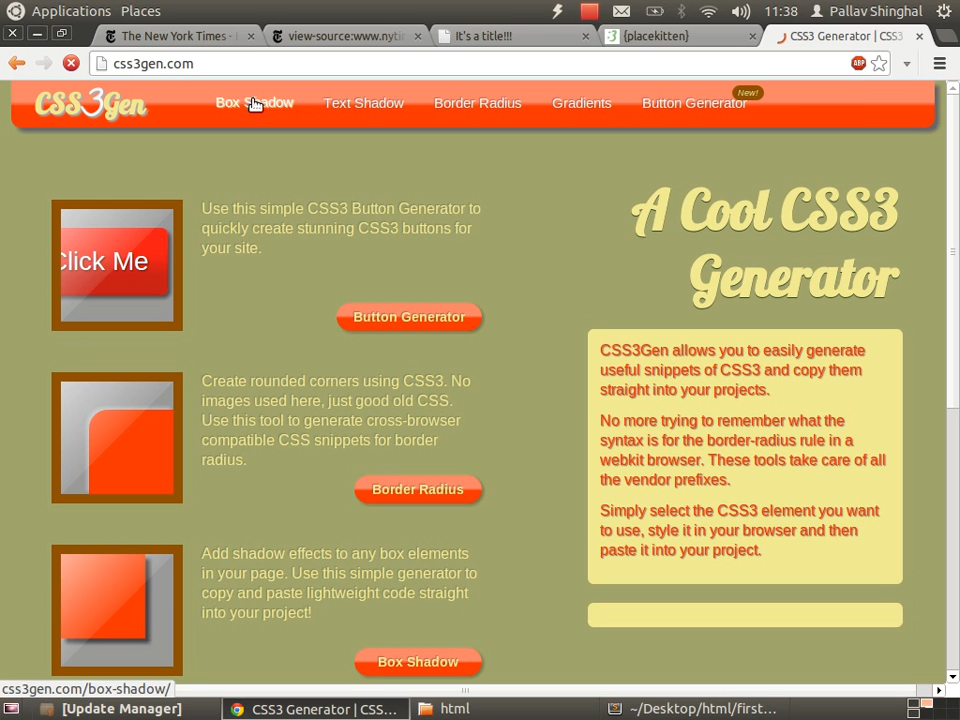 Applications Places
11:38 Pallav Shinghal
The New York Times -
view-source:www.nytin
It's a title!!!
{placekitten}
CSS3 Generator | CSS3
css3gen.com
ABP
CSS3Gen
Box Shadow
Text Shadow
Border Radius
Gradients
Button Generator
New!
Use this simple CSS3 Button Generator to
quickly create stunning CSS3 buttons for
your site.
Click Me
Button Generator
Create rounded corners using CSS3. No
images used here, just good old CSS.
Use this tool to generate cross-browser
compatible CSS snippets for border
radius.
Border Radius
Add shadow effects to any box elements
in your page. Use this simple generator to
copy and paste lightweight code straight
into your project!
Box Shadow
A Cool CSS3
Generator
CSS3Gen allows you to easily generate
useful snippets of CSS3 and copy them
straight into your projects.
No more trying to remember what the
syntax is for the border-radius rule in a
webkit browser. These tools take care of all
the vendor prefixes.
Simply select the CSS3 element you want
to use, style it in your browser and then
paste it into your project.
css3gen.com/box-shadow/
[Update Manager]
CSS3 Generator | CSS...
html
~/Desktop/html/first...